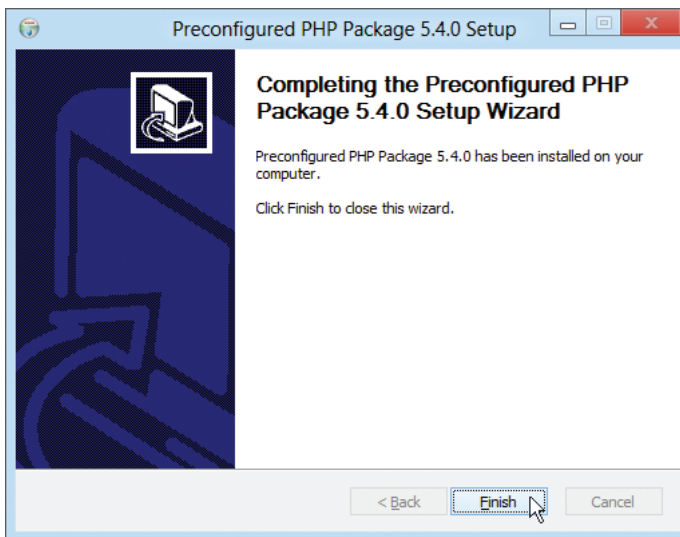 Preconfigured PHP Package 5.4.0 Setup
Completing the Preconfigured PHP
Package 5.4.0 Setup Wizard
Preconfigured PHP Package 5.4.0 has been installed on your
computer.
Click Finish to close this wizard.
< Back Finish Cancel